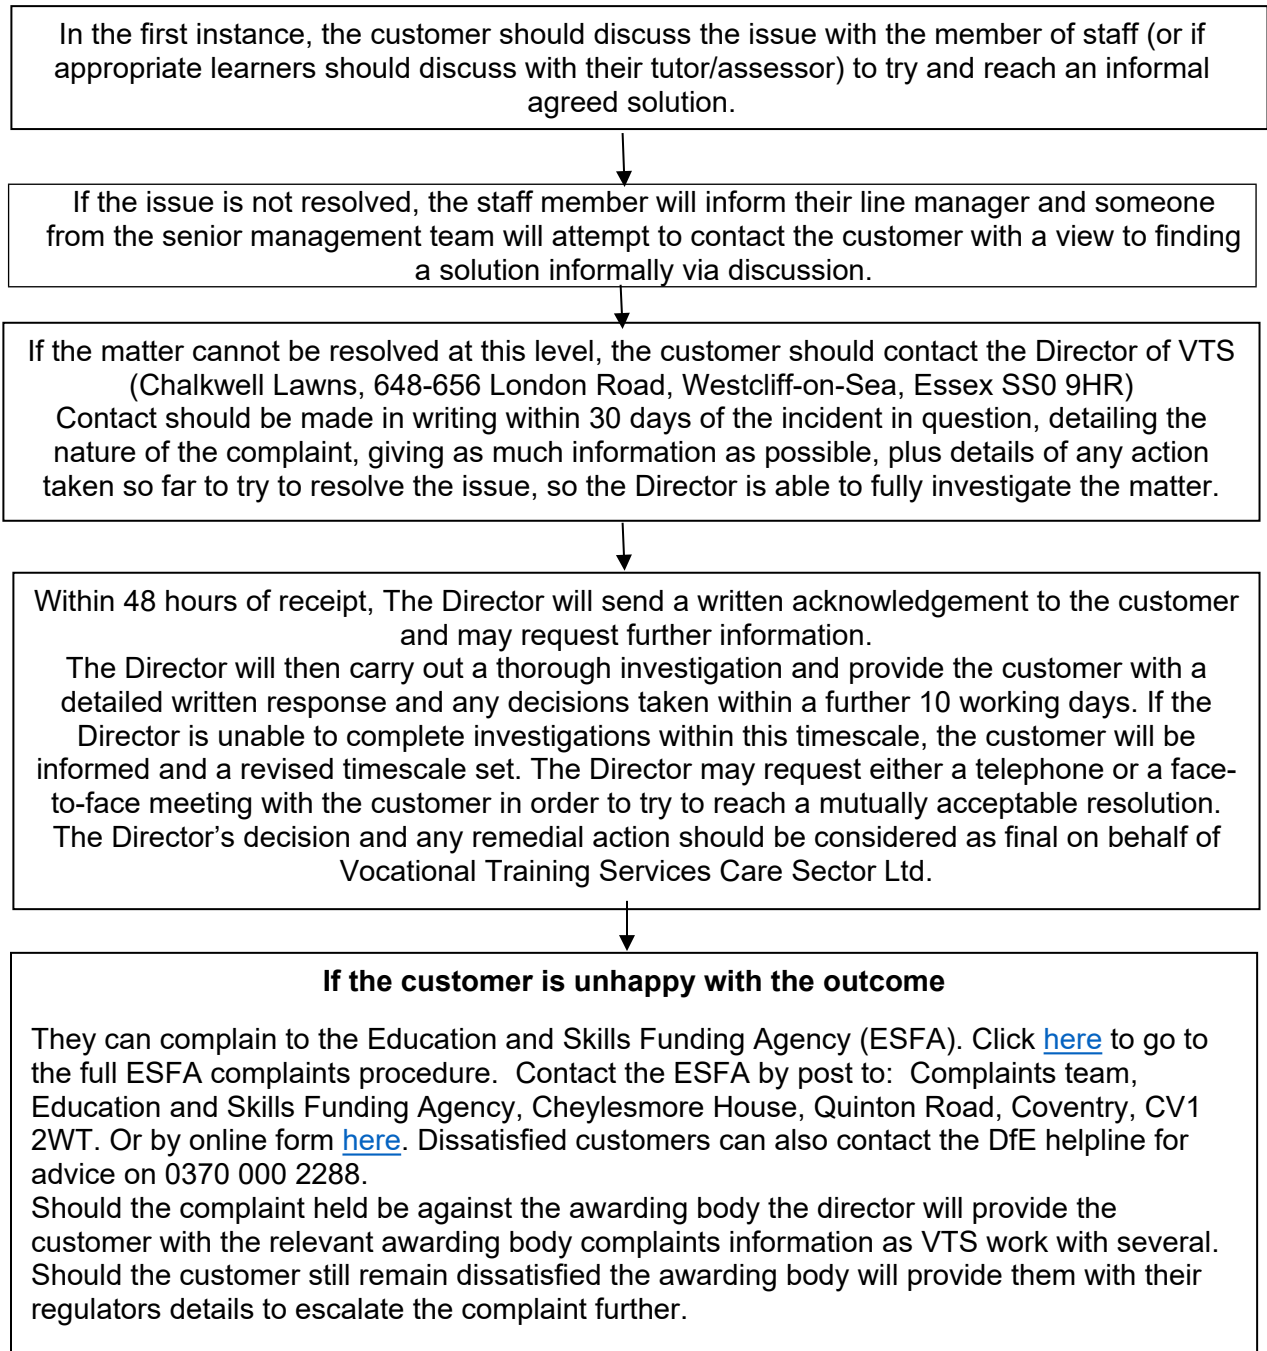 In the first instance, the customer should discuss the issue with the member of staff (or if
appropriate learners should discuss with their tutor/assessor) to try and reach an informal
agreed solution.
If the issue is not resolved, the staff member will inform their line manager and someone
from the senior management team will attempt to contact the customer with a view to finding
a solution informally via discussion.
If the matter cannot be resolved at this level, the customer should contact the Director of VTS
(Chalkwell Lawns, 648-656 London Road, Westcliff-on-Sea, Essex SS0 9HR)
Contact should be made in writing within 30 days of the incident in question, detailing the
nature of the complaint, giving as much information as possible, plus details of any action
taken so far to try to resolve the issue, so the Director is able to fully investigate the matter.
Within 48 hours of receipt, The Director will send a written acknowledgement to the customer
and may request further information.
The Director will then carry out a thorough investigation and provide the customer with a
detailed written response and any decisions taken within a further 10 working days. If the
Director is unable to complete investigations within this timescale, the customer will be
informed and a revised timescale set. The Director may request either a telephone or a face-
to-face meeting with the customer in order to try to reach a mutually acceptable resolution.
The Director’s decision and any remedial action should be considered as final on behalf of
Vocational Training Services Care Sector Ltd.
If the customer is unhappy with the outcome
They can complain to the Education and Skills Funding Agency (ESFA). Click here to go to
the full ESFA complaints procedure.  Contact the ESFA by post to:  Complaints team,
Education and Skills Funding Agency, Cheylesmore House, Quinton Road, Coventry, CV1
2WT. Or by online form here. Dissatisfied customers can also contact the DfE helpline for
advice on 0370 000 2288.
Should the complaint held be against the awarding body the director will provide the
customer with the relevant awarding body complaints information as VTS work with several.
Should the customer still remain dissatisfied the awarding body will provide them with their
regulators details to escalate the complaint further.